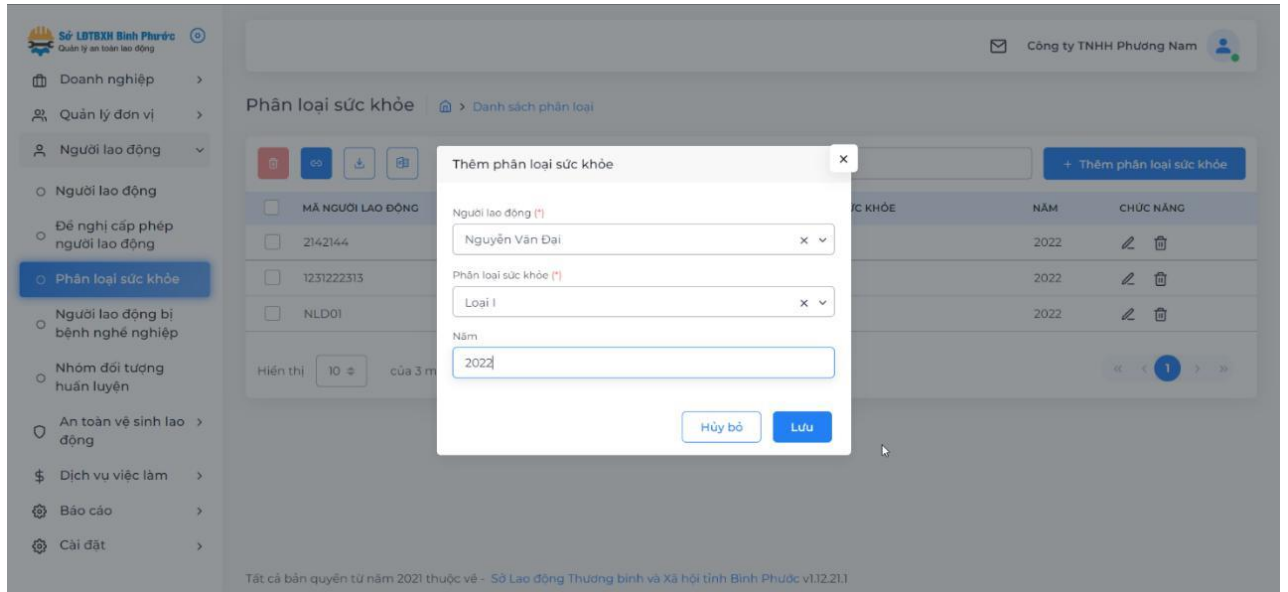 Sở LĐTBXH Bình Phước
Quản lý an toàn lao động
Công ty TNHH Phương Nam
Doanh nghiệp
Quản lý đơn vị
Người lao động
Người lao động
Đề nghị cấp phép
người lao động
Phân loại sức khỏe
Người lao động bị
bệnh nghề nghiệp
Nhóm đối tượng
huấn luyện
An toàn vệ sinh lao
động
Dịch vụ việc làm
Báo cáo
Cài đặt
Phân loại sức khỏe
Danh sách phân loại
+ Thêm phân loại sức khỏe
MÃ NGƯỜI LAO ĐỘNG
ỨC KHỎE
NĂM
CHỨC NĂNG
2142144
2022
1231222313
2022
NLD01
2022
Hiển thị 10 của 3 m
« ‹ 1 › »
Thêm phân loại sức khỏe
Người lao động (*)
Nguyễn Văn Đại
Phân loại sức khỏe (*)
Loại I
Năm
2022
Hủy bỏ
Lưu
Tất cả bản quyền từ năm 2021 thuộc về - Sở Lao động Thương binh và Xã hội tỉnh Bình Phước v1.12.21.1